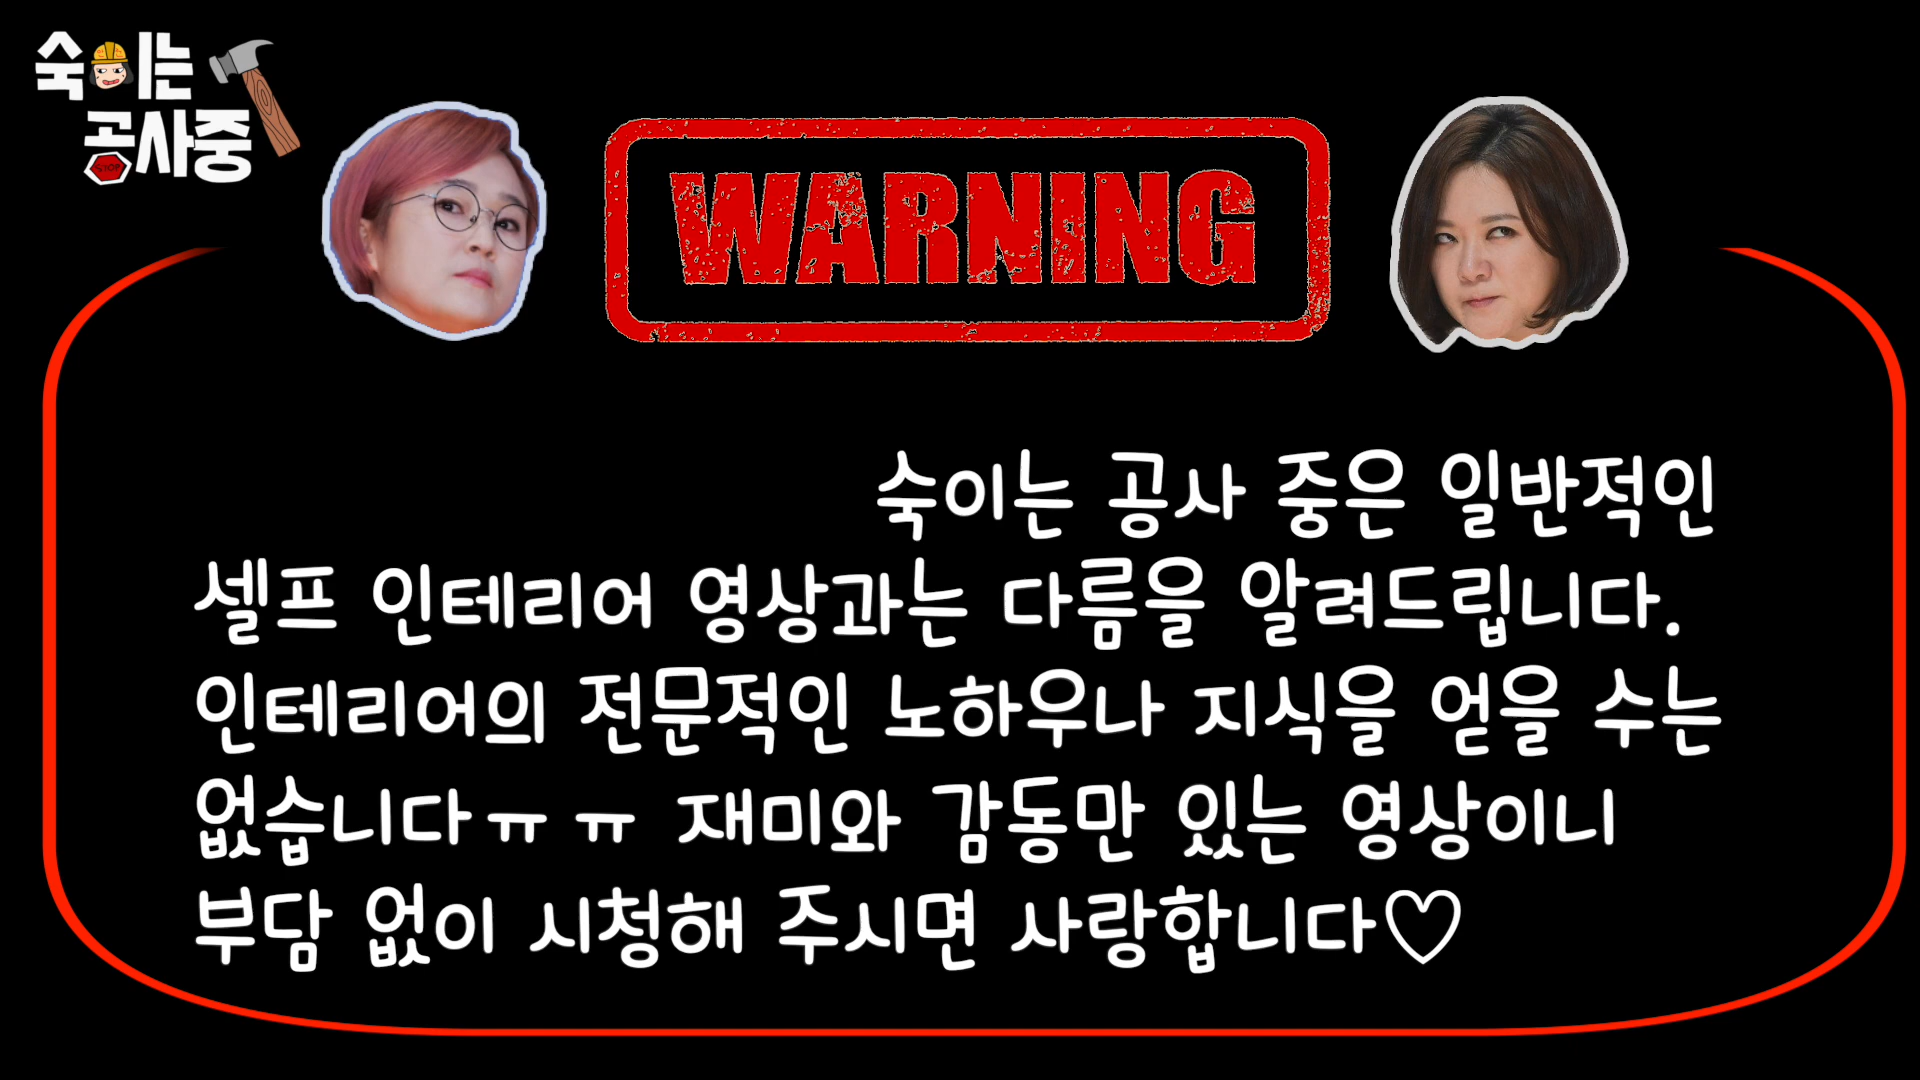 숙이는
공사중
STOP
WARNING
숙이는 공사 중은 일반적인
셀프 인테리어 영상과는 다름을 알려드립니다.
인테리어의 전문적인 노하우나 지식을 얻을 수는
없습니다ㅠㅠ 재미와 감동만 있는 영상이니
부담 없이 시청해 주시면 사랑합니다♡